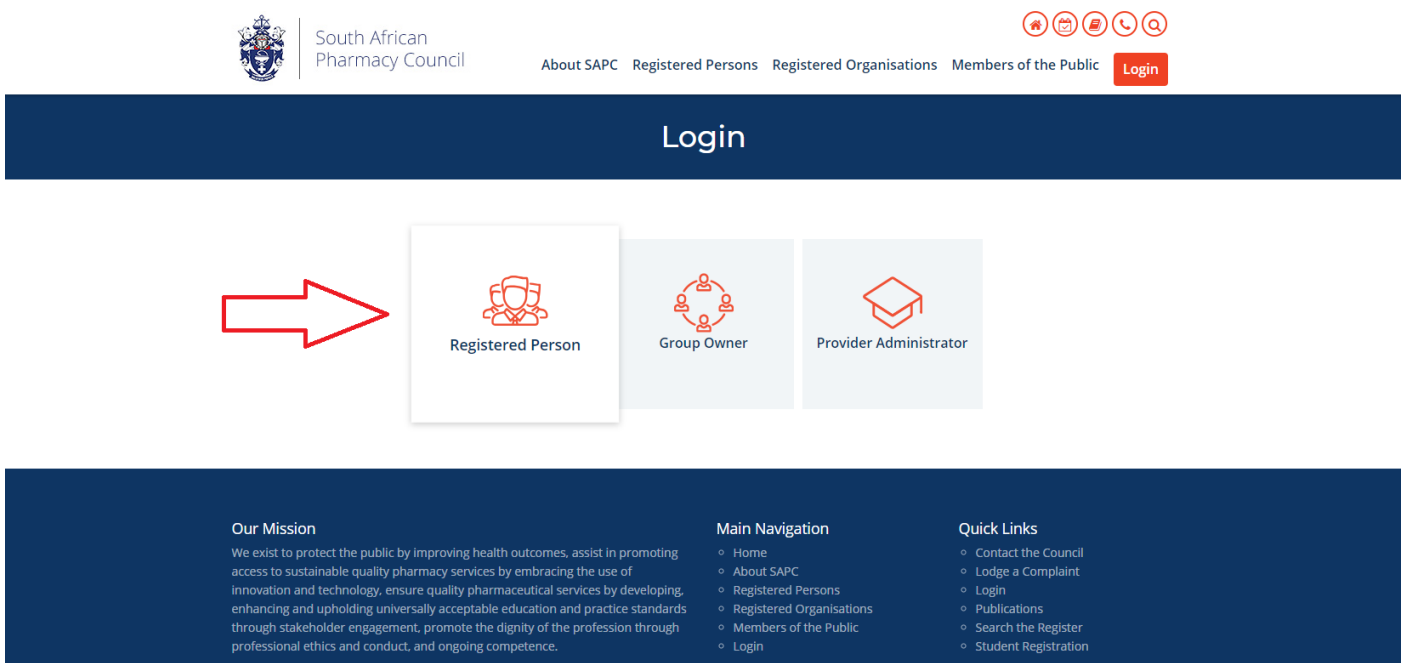 South African
Pharmacy Council
About SAPC Registered Persons Registered Organisations Members of the Public Login
Login
Registered Person
Group Owner
Provider Administrator
Our Mission
We exist to protect the public by improving health outcomes, assist in promoting
access to sustainable quality pharmacy services by embracing the use of
innovation and technology, ensure quality pharmaceutical services by developing,
enhancing and upholding universally acceptable education and practice standards
through stakeholder engagement, promote the dignity of the profession through
professional ethics and conduct, and ongoing competence.
Main Navigation
Home
About SAPC
Registered Persons
Registered Organisations
Members of the Public
Login
Quick Links
Contact the Council
Lodge a Complaint
Login
Publications
Search the Register
Student Registration